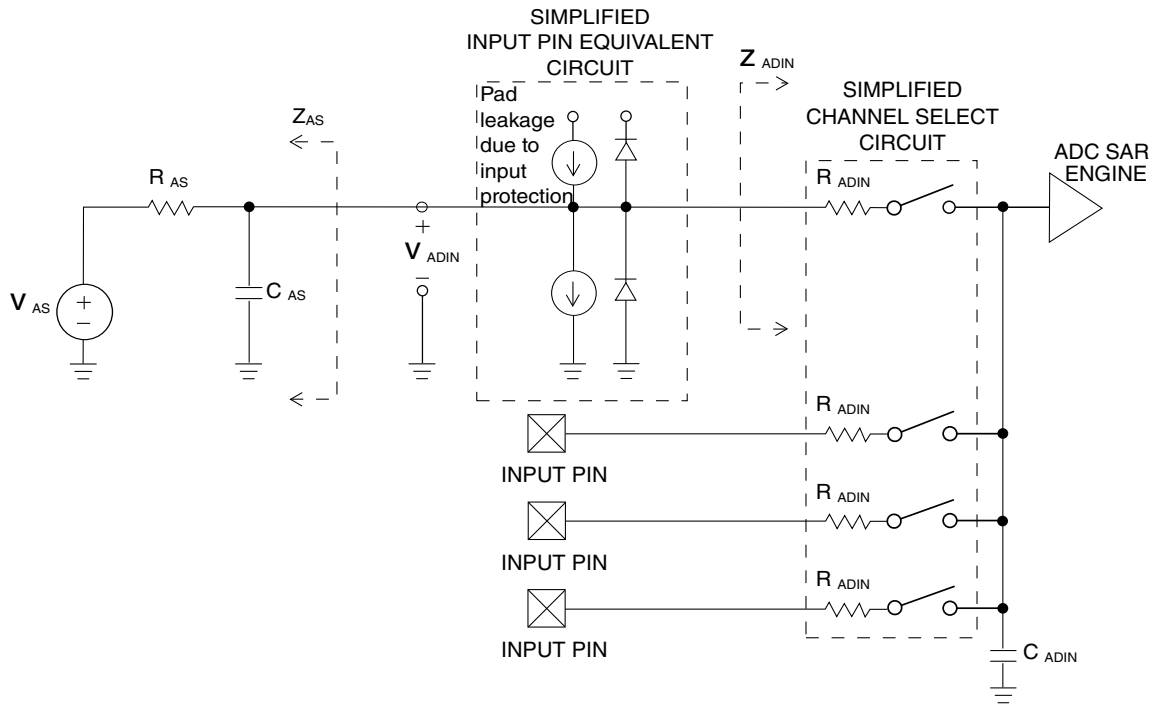 SIMPLIFIED
INPUT PIN EQUIVALENT
CIRCUIT
Pad
leakage
due to
input
protection
Z ADIN
SIMPLIFIED
CHANNEL SELECT
CIRCUIT
ADC SAR
ENGINE
ZAS
R AS
R ADIN
+
V ADIN
–
C AS
V AS
+
–
R ADIN
INPUT PIN
R ADIN
INPUT PIN
R ADIN
INPUT PIN
C ADIN